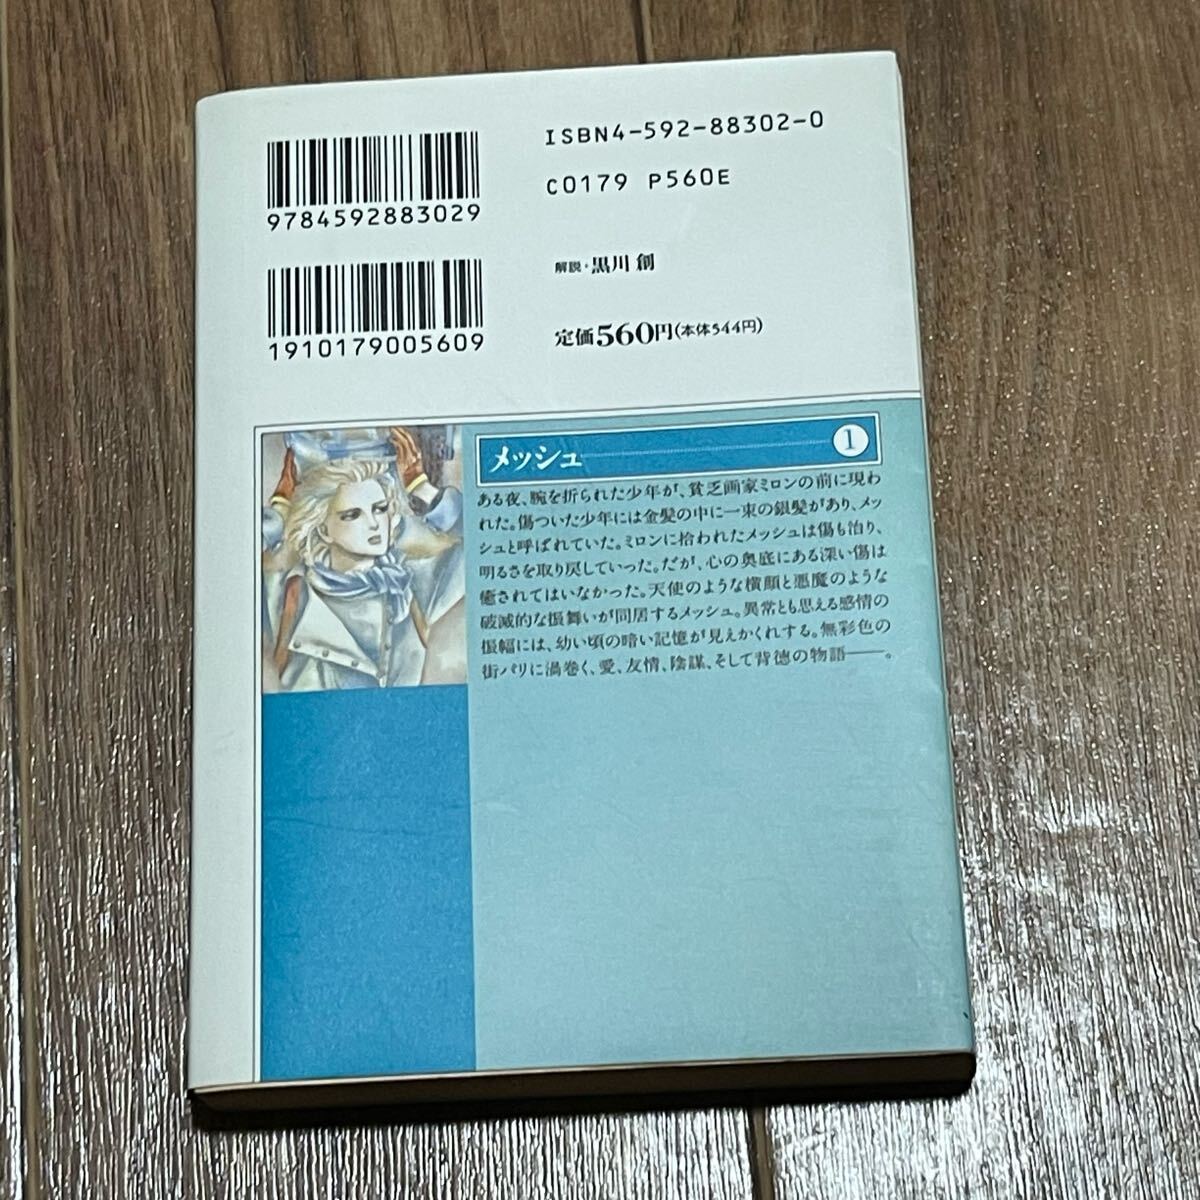 ISBN4-592-88302-0
C0179 P560E
9784592883029
1910179005609
解説・黒川 創
定価560円(本体544円)
メッシュ 1
ある夜、腕を折られた少年が、貧乏画家ミロンの前に現わ
れた。傷ついた少年には金髪の中に一束の銀髪があり、メッ
シュと呼ばれていた。ミロンに拾われたメッシュは傷も治り、
明るさを取り戻していった。だが、心の奥底にある深い傷は
癒されてはいなかった。天使のような横顔と悪魔のような
破滅的な振舞いが同居するメッシュ。異常とも思える感情の
振幅には、幼い頃の暗い記憶が見えかくれする。無彩色の
街パリに渦巻く、愛、友情、陰謀、そして背徳の物語――。